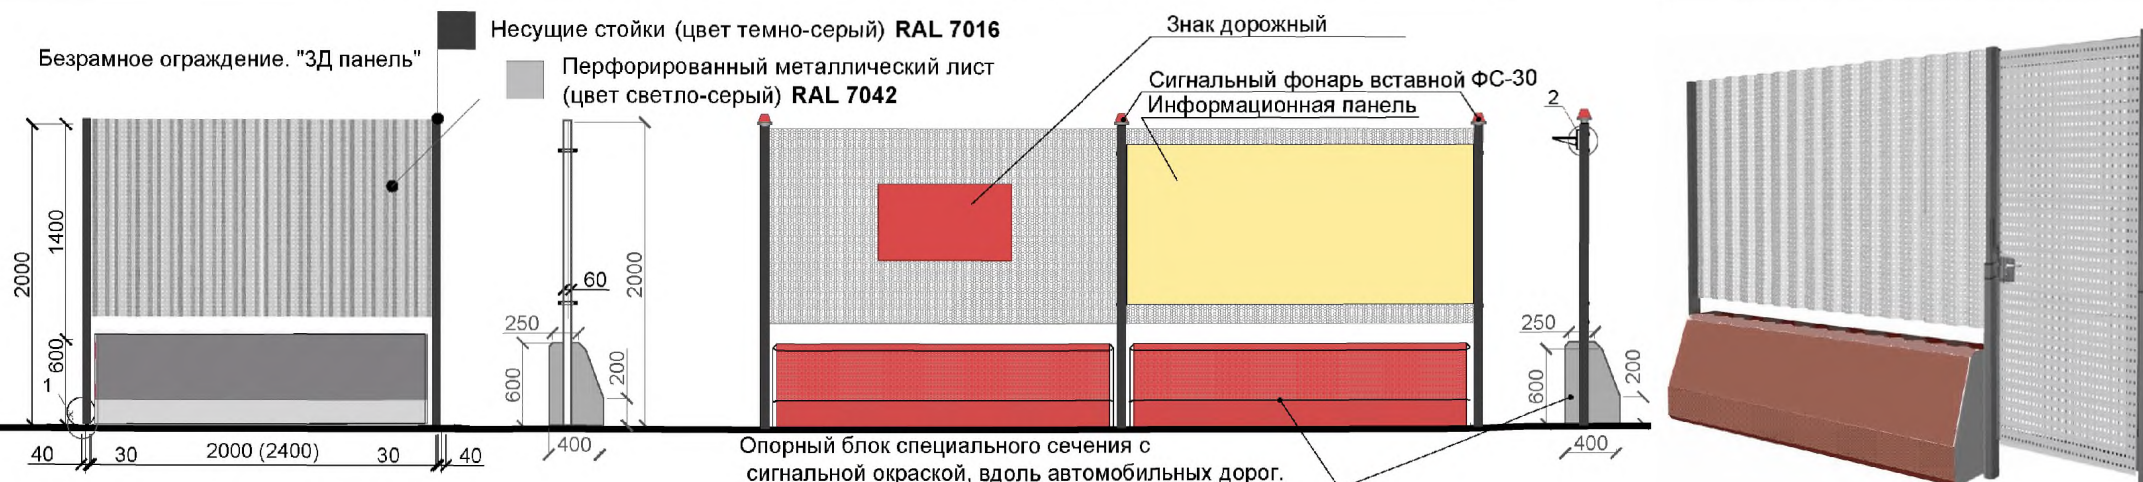 Несущие стойки (цвет темно-серый) RAL 7016
Безрамное ограждение. "3Д панель"
Перфорированный металлический лист
(цвет светло-серый) RAL 7042
Знак дорожный
Сигнальный фонарь вставной ФС-30
Информационная панель
2
2000
1400
600
1
40
30
2000 (2400)
30
40
60
250
600
200
2000
400
250
600
200
400
Опорный блок специального сечения с
сигнальной окраской, вдоль автомобильных дорог.